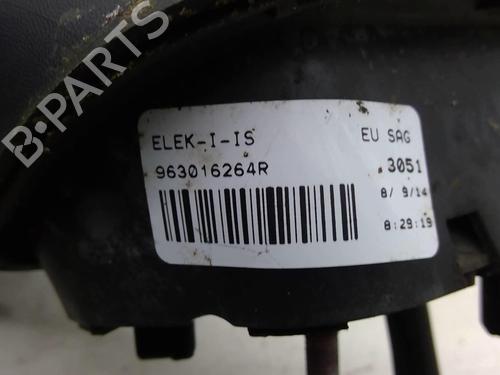 B-PARTS
ELEK-I-IS EU SAG
963016264R .3051
8/ 9/14
8:29:19